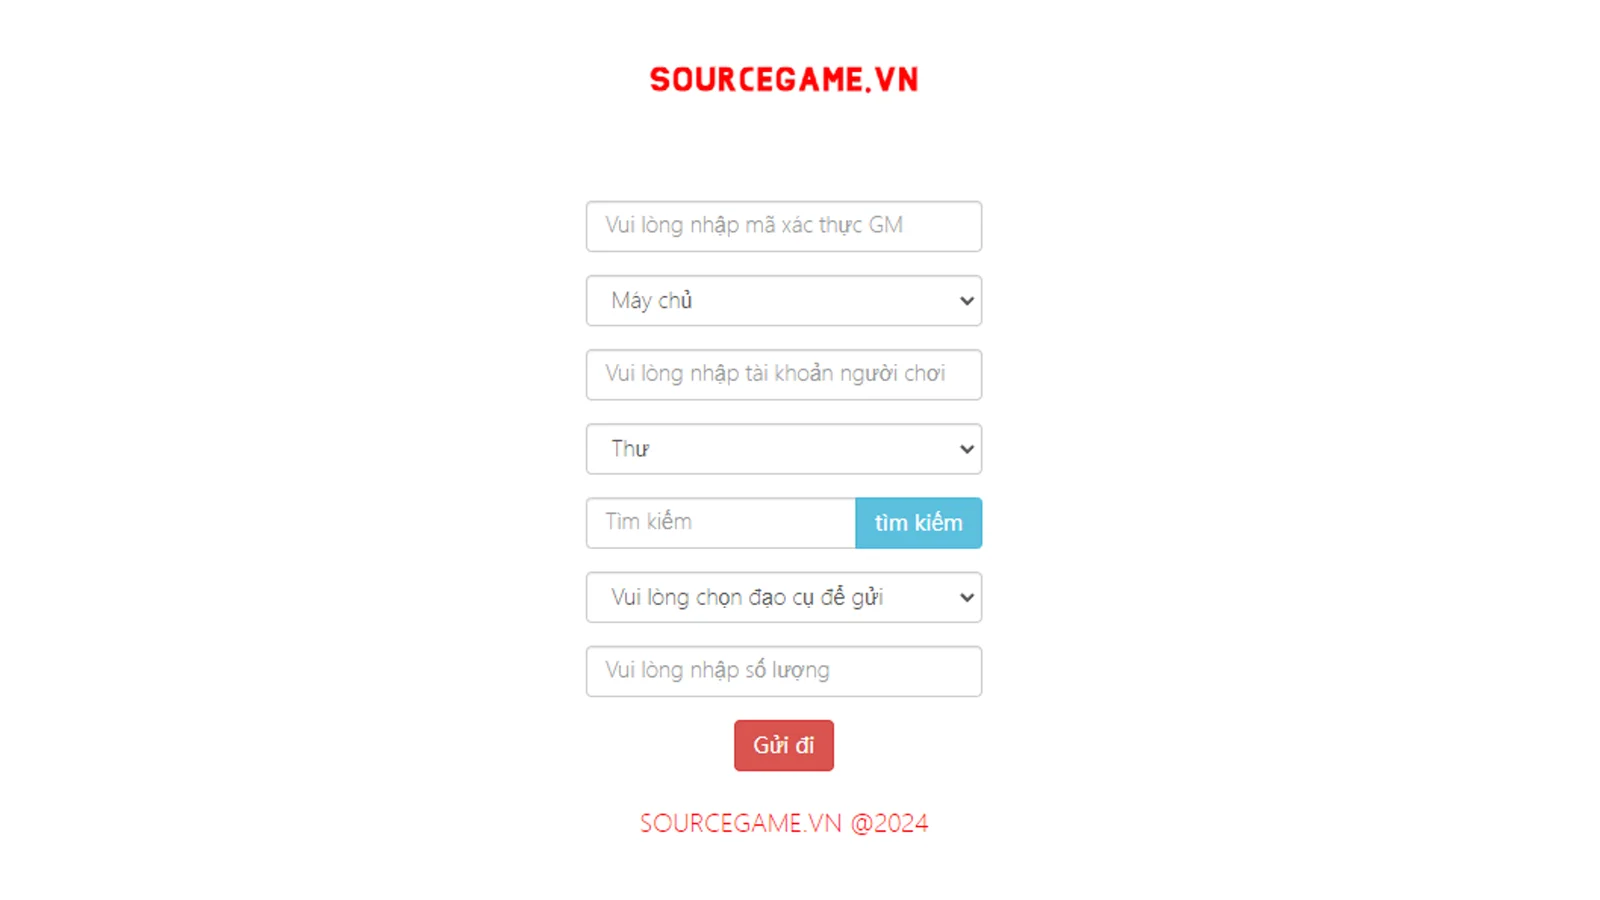 SOURCEGAME.VN
Vui lòng nhập mã xác thực GM
Máy chủ
Vui lòng nhập tài khoản người chơi
Thư
Tìm kiếm
tìm kiếm
Vui lòng chọn đạo cụ để gửi
Vui lòng nhập số lượng
Gửi đi
SOURCEGAME.VN @2024